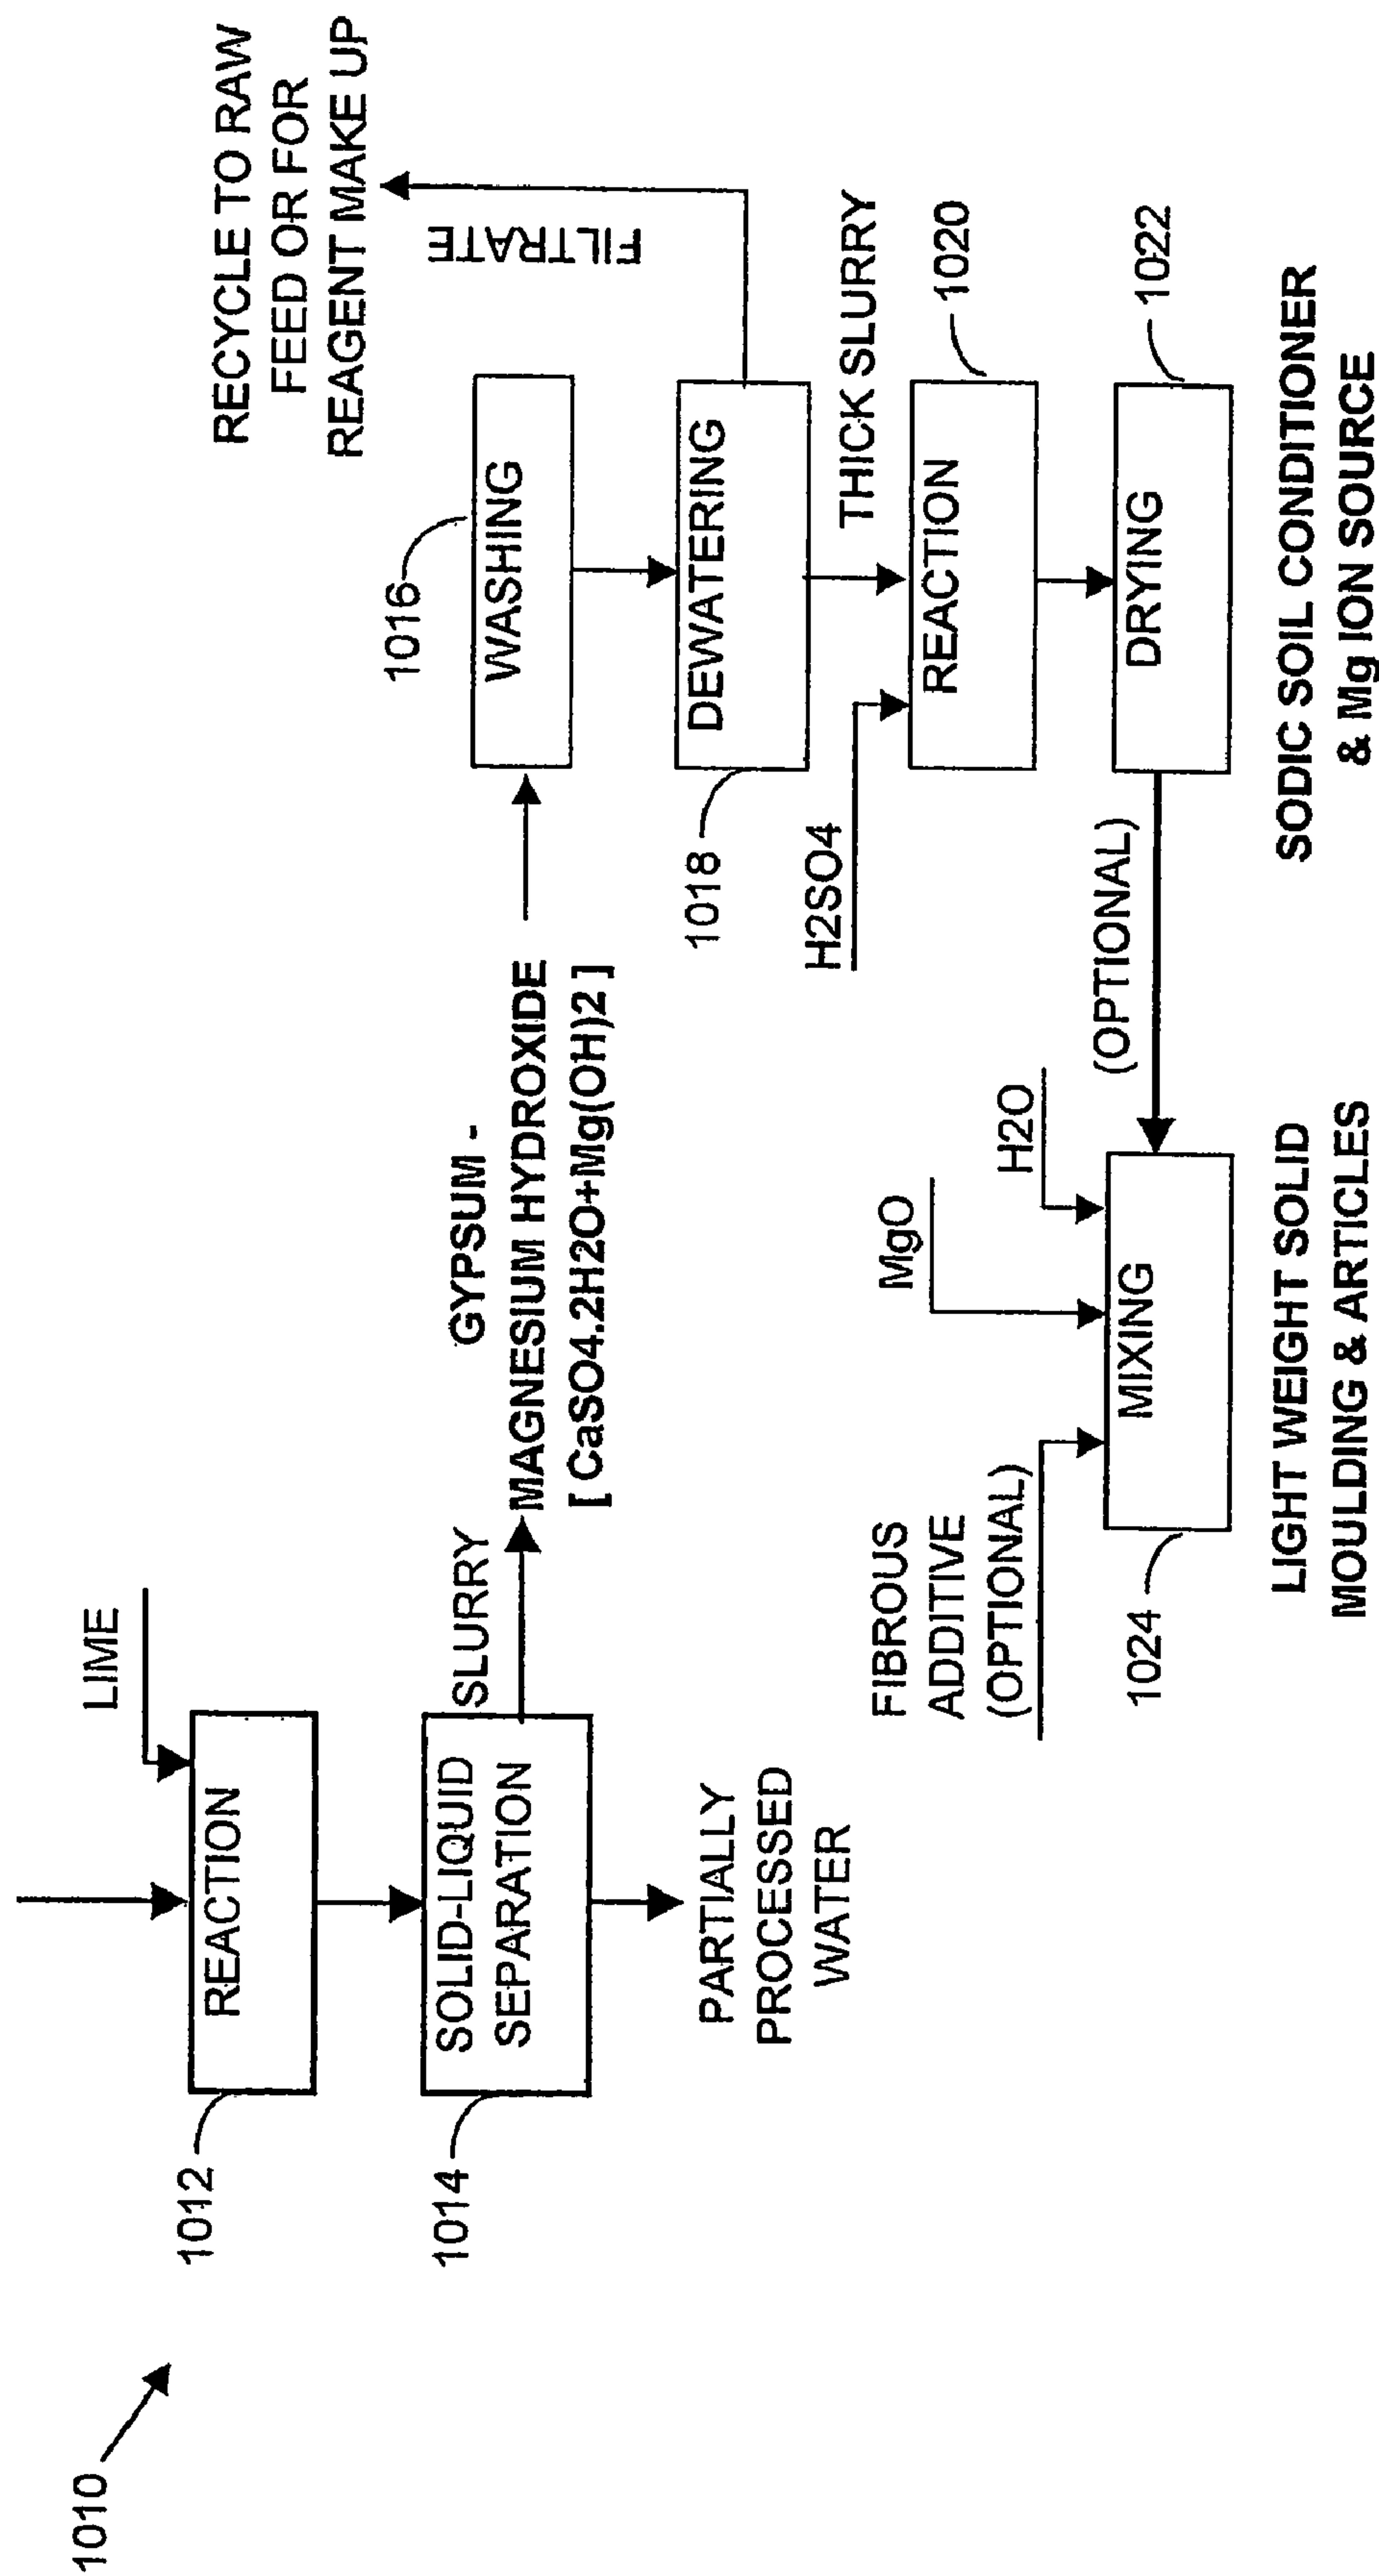 1010
1012
REACTION
LIME
1014
SOLID-LIQUID
SEPARATION
SLURRY
PARTIALLY
PROCESSED
WATER
GYPSUM -
MAGNESIUM HYDROXIDE
[ CaSO4.2H2O+Mg(OH)2 ]
1016
WASHING
RECYCLE TO RAW
FEED OR FOR
REAGENT MAKE UP
FILTRATE
1018
DEWATERING
THICK SLURRY
H2SO4
REACTION
1020
DRYING
1022
(OPTIONAL)
SODIC SOIL CONDITIONER
& Mg ION SOURCE
FIBROUS
ADDITIVE
(OPTIONAL)
MgO
H2O
MIXING
1024
LIGHT WEIGHT SOLID
MOULDING & ARTICLES